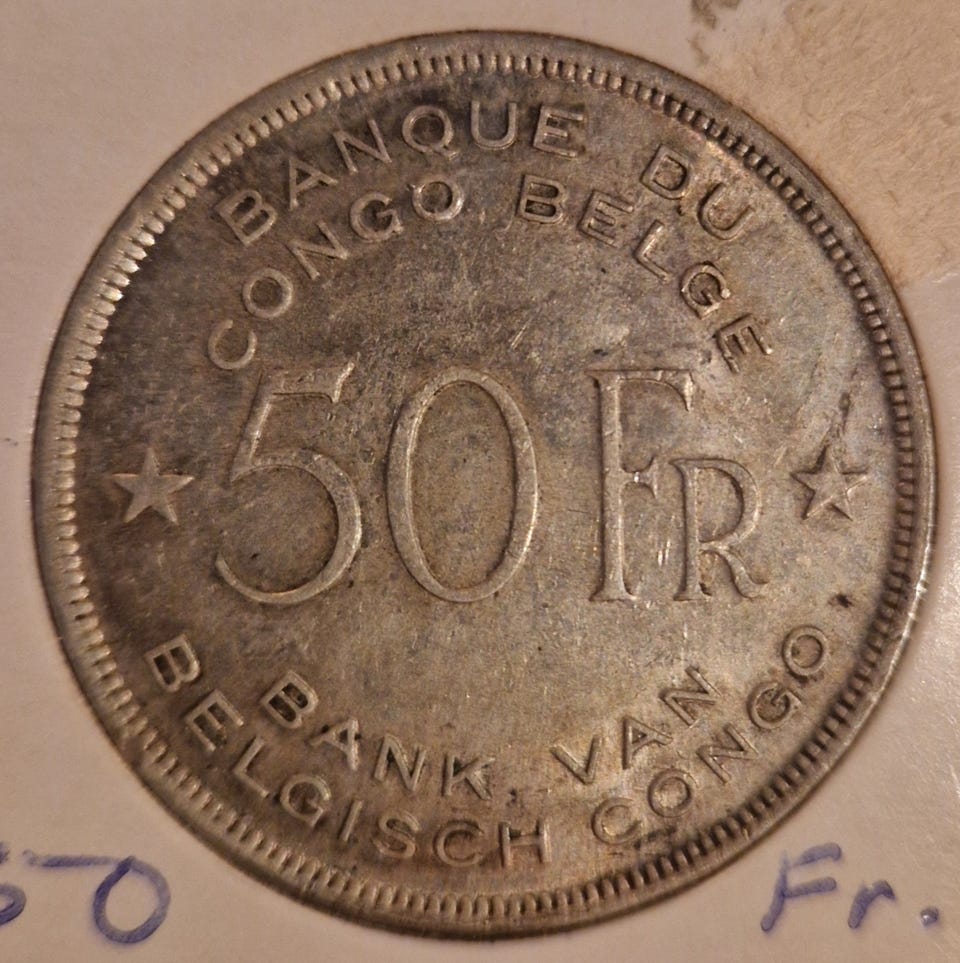 BANQUE DU
CONGO BELGE
50 FR
BANK VAN
BELGISCH CONGO
50 Fr.